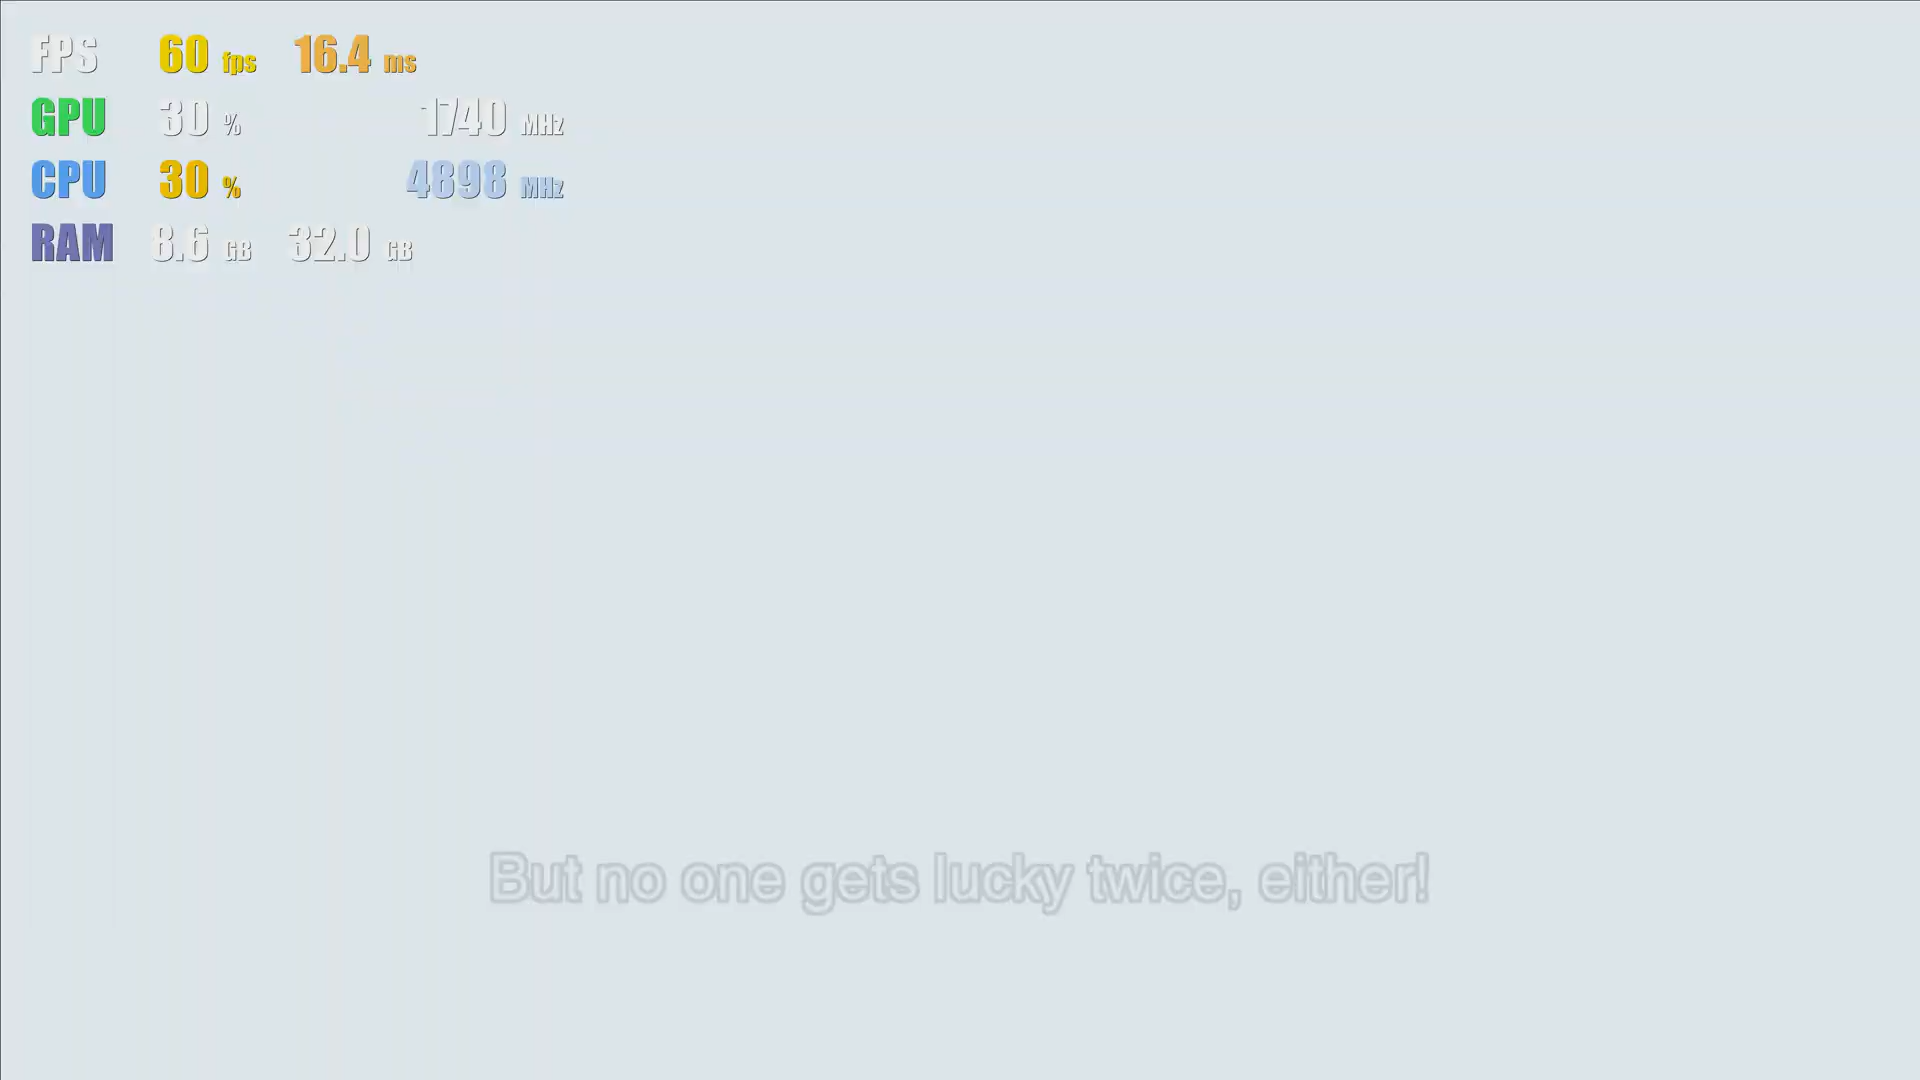 FPS 60 fps 16.4 ms
GPU 30 % 1740 MHz
CPU 30 % 4898 MHz
RAM 8.6 GB 32.0 GB
But no one gets lucky twice, either!